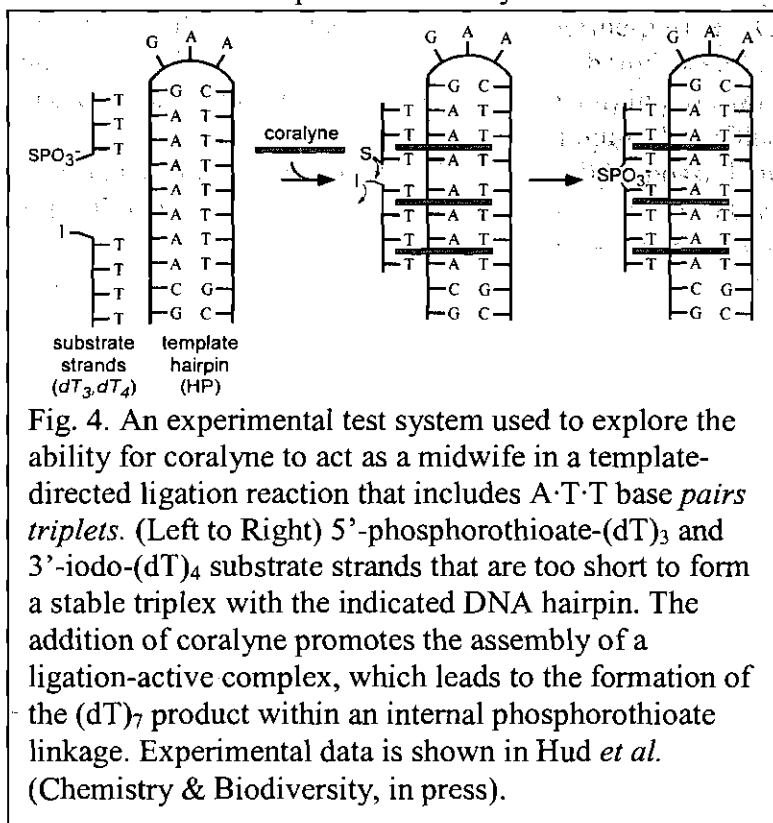 G A A
G A A
G A A
T
T
T
SPO₃⁻
I
T
T
T
T
G C
A T
A T
A T
A T
A T
A T
A T
C G
G C
coralyne
G C
T A T
T A T
S T A T
I T A T
T A T
T A T
T A T
C G
G C
G C
T A T
T A T
T A T
SPO₃⁻
T A T
T A T
T A T
T A T
C G
G C
substrate
strands
(dT₃,dT₄)
template
hairpin
(HP)
Fig. 4. An experimental test system used to explore the
ability for coralyne to act as a midwife in a template-
directed ligation reaction that includes A·T·T base pairs
triplets. (Left to Right) 5’-phosphorothioate-(dT)₃ and
3’-iodo-(dT)₄ substrate strands that are too short to form
a stable triplex with the indicated DNA hairpin. The
addition of coralyne promotes the assembly of a
ligation-active complex, which leads to the formation of
the (dT)₇ product within an internal phosphorothioate
linkage. Experimental data is shown in Hud et al.
(Chemistry & Biodiversity, in press).